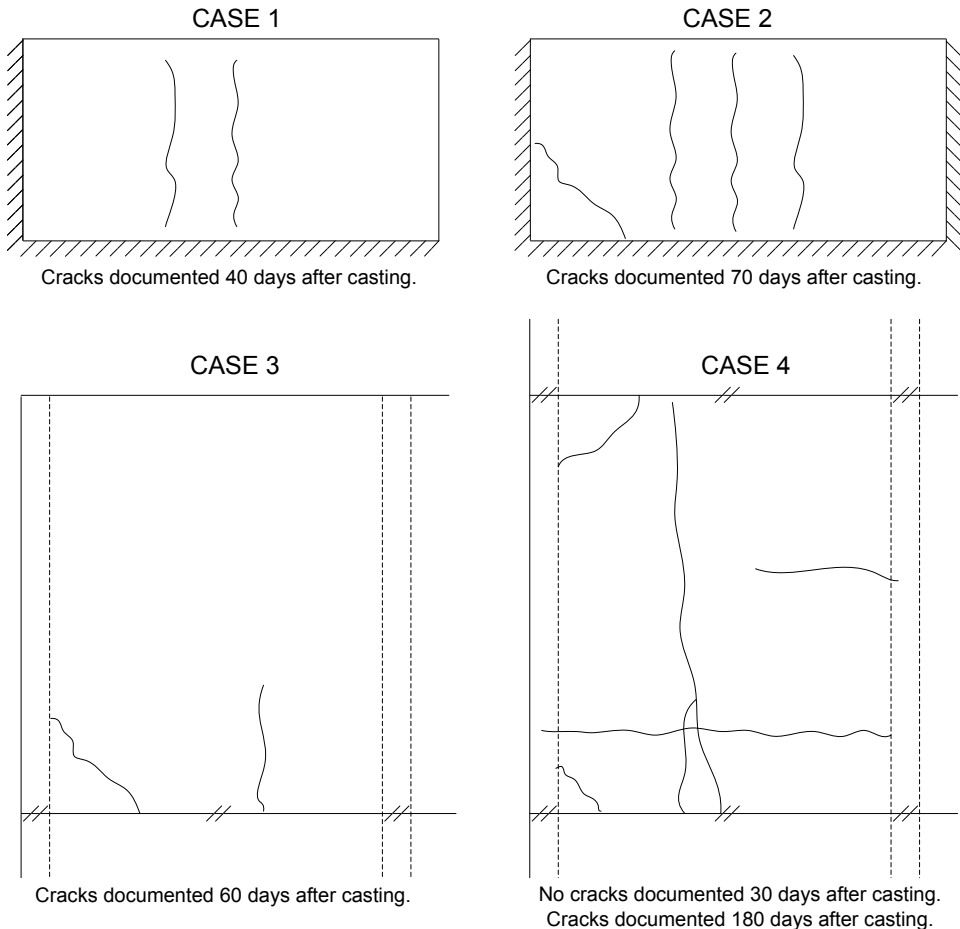 CASE 1
CASE 2
Cracks documented 40 days after casting.
Cracks documented 70 days after casting.
CASE 3
CASE 4
Cracks documented 60 days after casting.
No cracks documented 30 days after casting.
Cracks documented 180 days after casting.